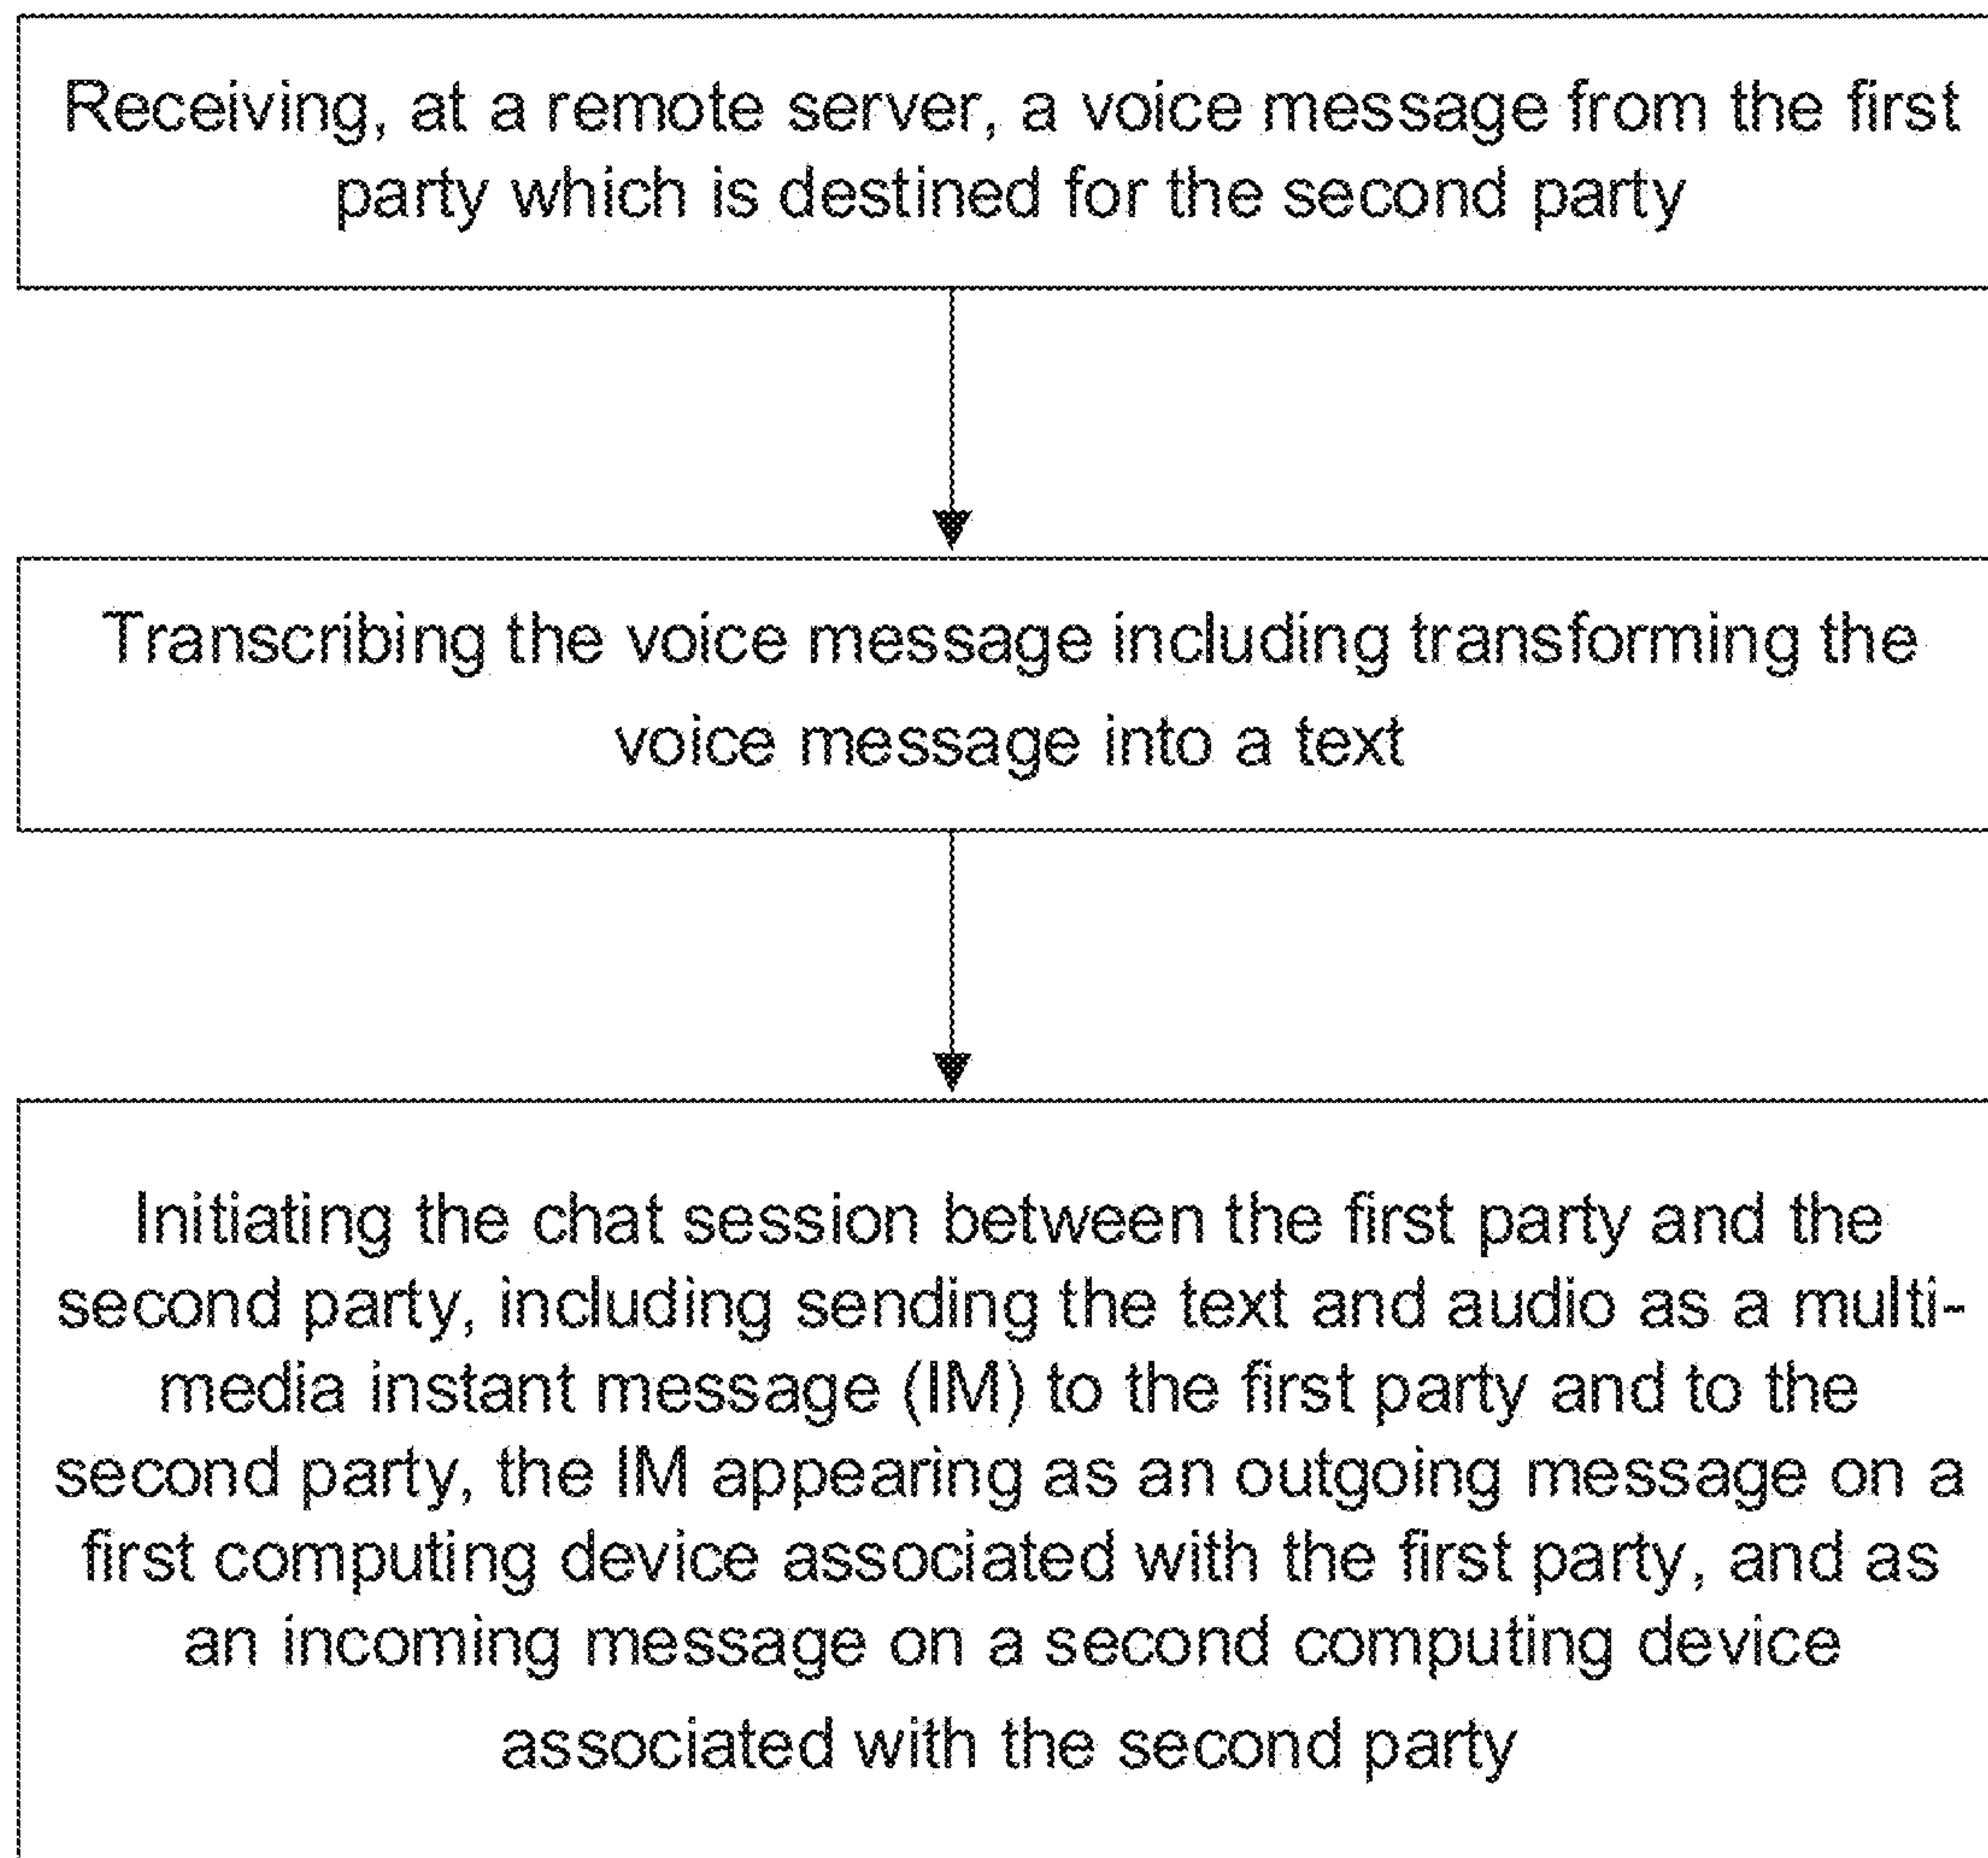 Receiving, at a remote server, a voice message from the first
party which is destined for the second party
Transcribing the voice message including transforming the
voice message into a text
Initiating the chat session between the first party and the
second party, including sending the text and audio as a multi-
media instant message (IM) to the first party and to the
second party, the IM appearing as an outgoing message on a
first computing device associated with the first party, and as
an incoming message on a second computing device
associated with the second party